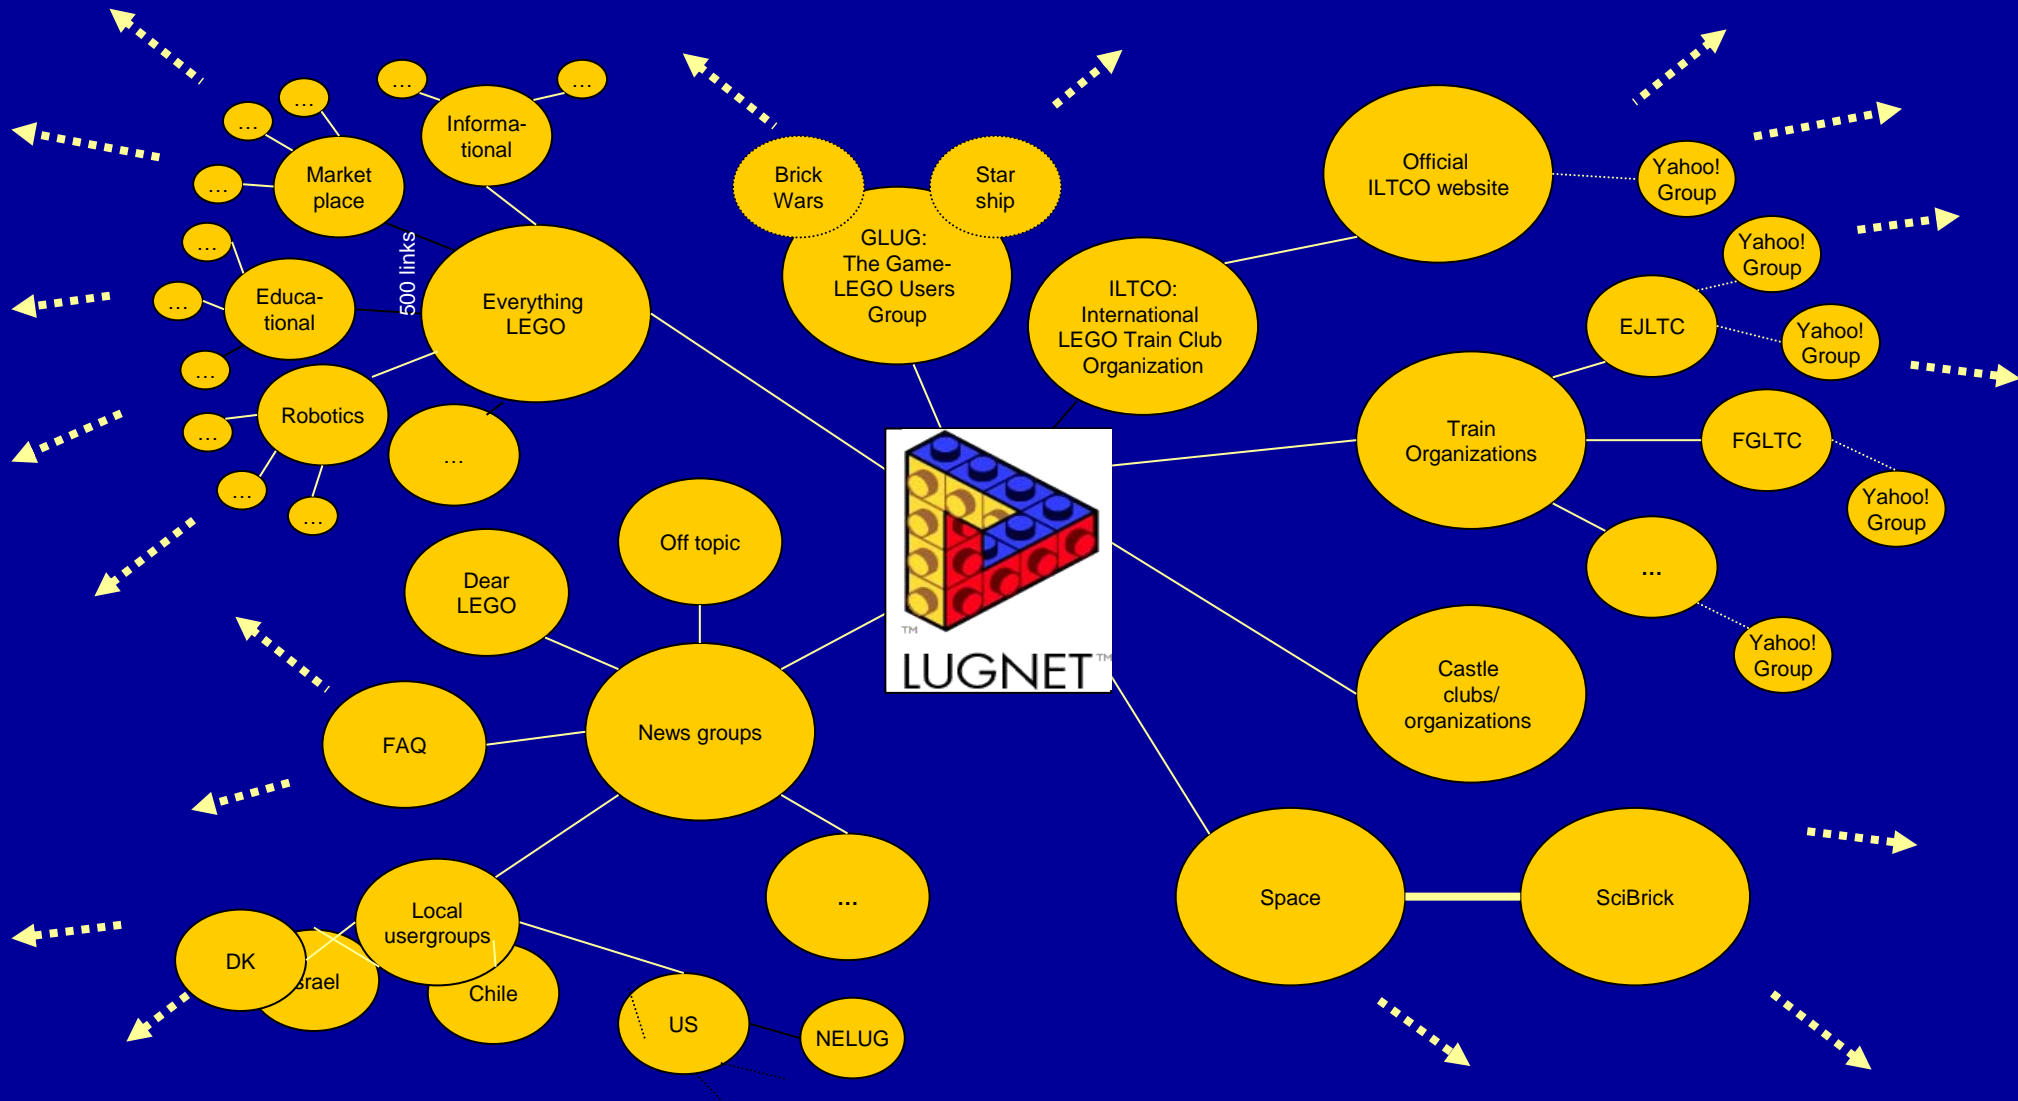 ...
...
Informa-
tional
...
...
Market
place
...
...
Educa-
tional
...
...
500 links
Everything
LEGO
Robotics
...
...
...
...
Brick
Wars
Star
ship
GLUG:
The Game-
LEGO Users
Group
ILTCO:
International
LEGO Train Club
Organization
Official
ILTCO website
Yahoo!
Group
Yahoo!
Group
EJLTC
Yahoo!
Group
Train
Organizations
FGLTC
Yahoo!
Group
...
Yahoo!
Group
Castle
clubs/
organizations
TM
LUGNET TM
Off topic
Dear
LEGO
FAQ
News groups
...
Local
usergroups
DK
srael
Chile
US
NELUG
Space
SciBrick
...
...